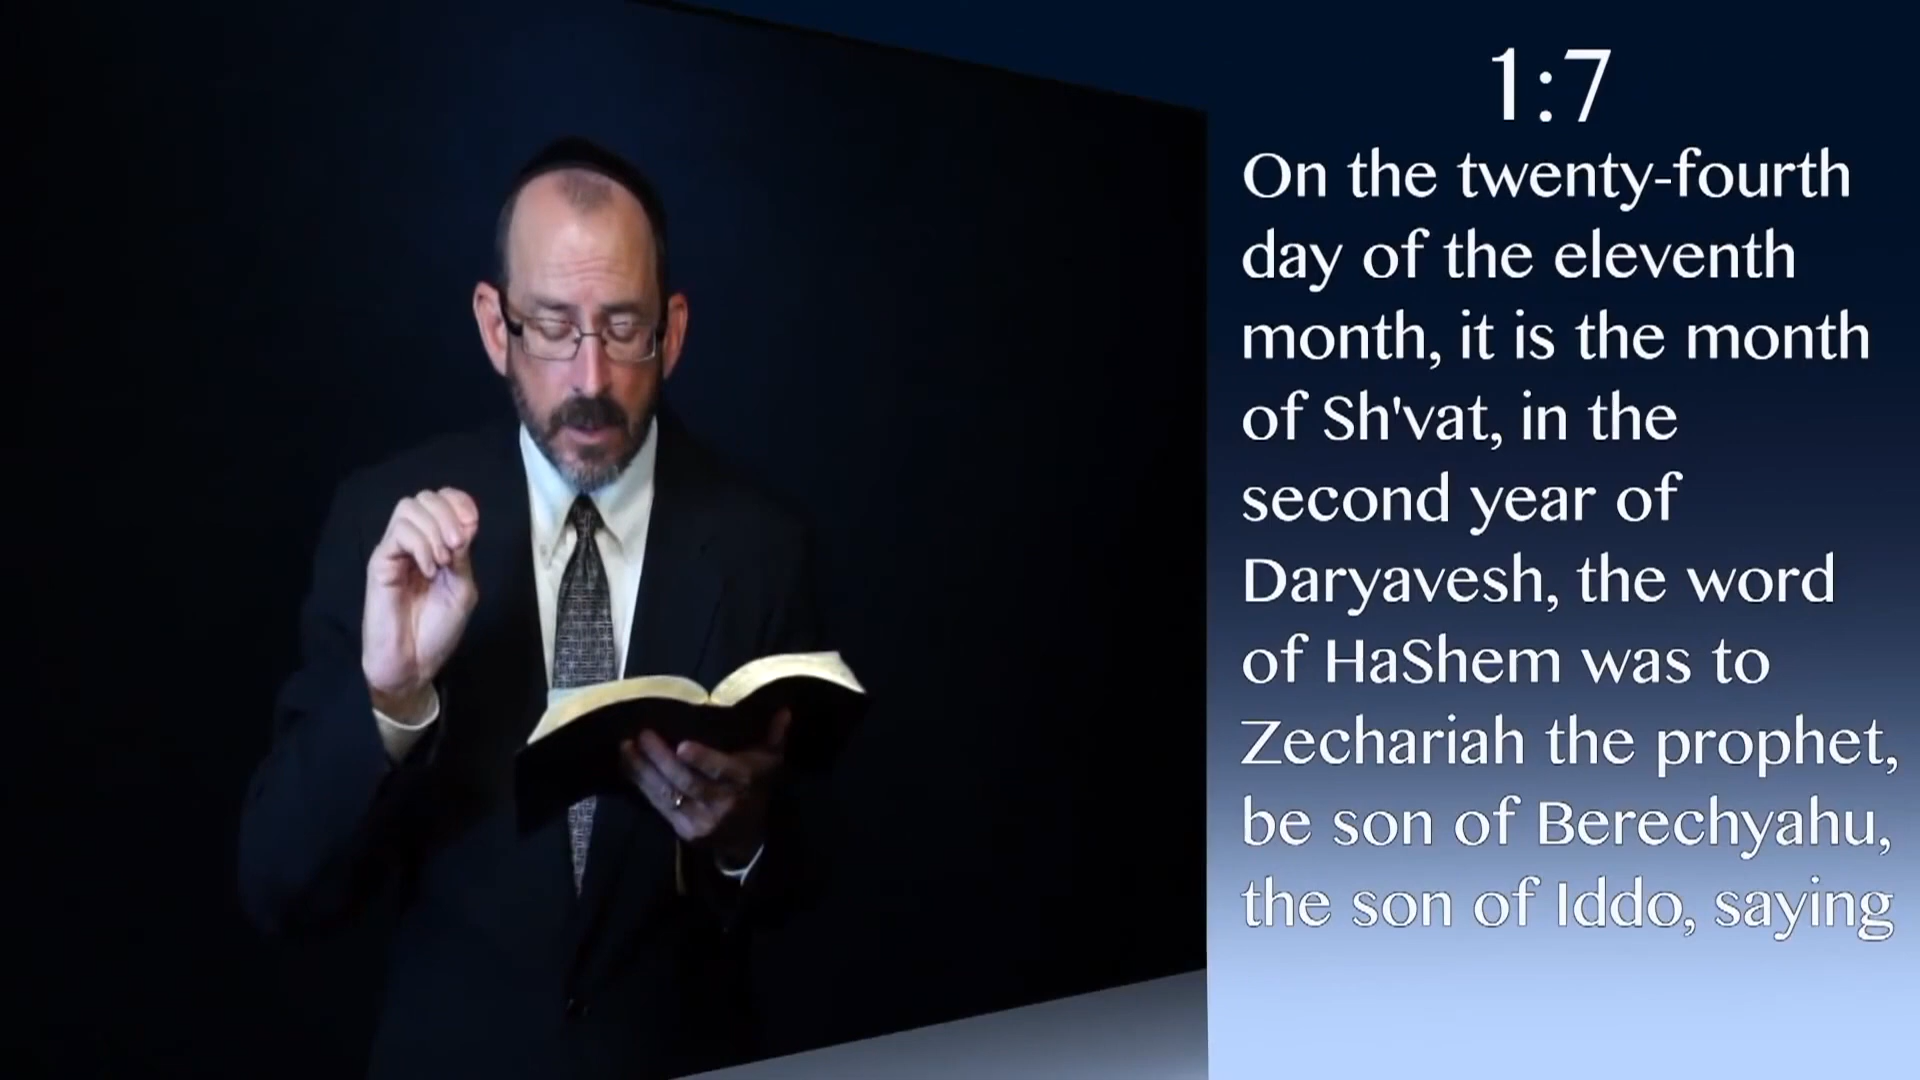 1:7
On the twenty-fourth
day of the eleventh
month, it is the month
of Sh'vat, in the
second year of
Daryavesh, the word
of HaShem was to
Zechariah the prophet,
be son of Berechyahu,
the son of Iddo, saying